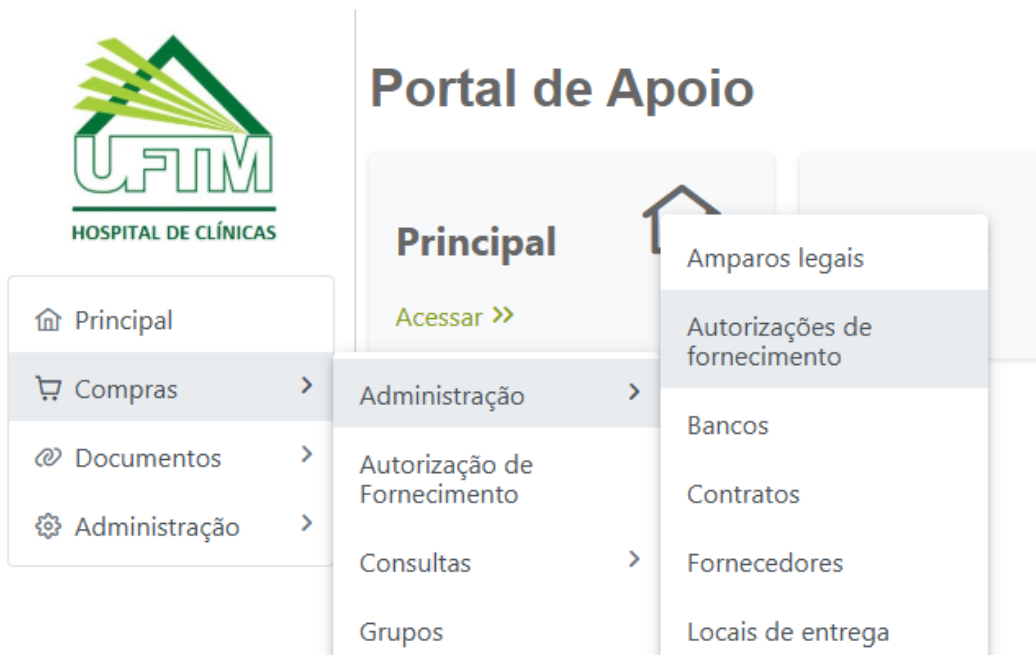 UFTM
HOSPITAL DE CLÍNICAS
Principal
Compras
Documentos
Administração
Portal de Apoio
Principal
Acessar
Administração
Autorização de
Fornecimento
Consultas
Grupos
Amparos legais
Autorizações de
fornecimento
Bancos
Contratos
Fornecedores
Locais de entrega